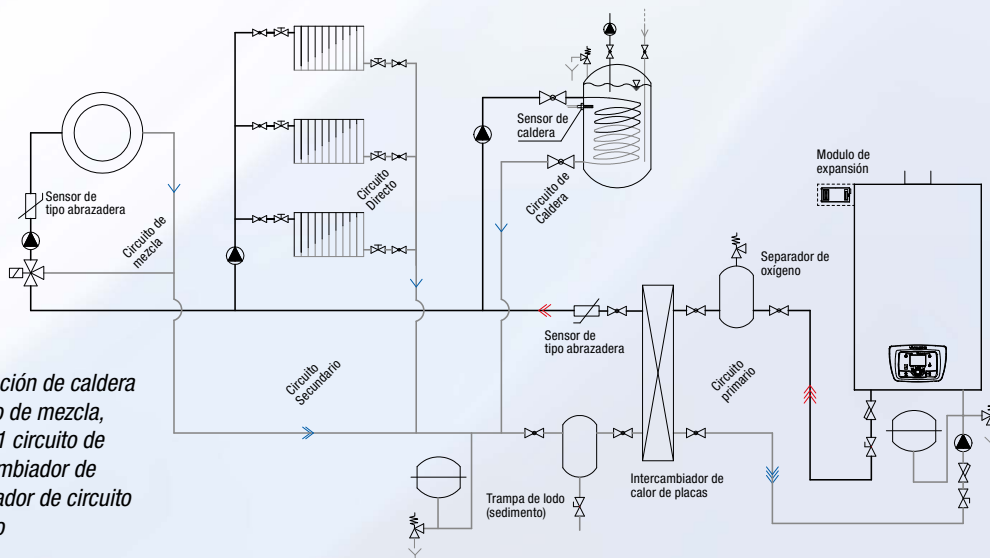 Sensor de
tipo abrazadera
Circuito de
mezcla
Circuito
Directo
Sensor de
caldera
Circuito de
Caldera
Modulo de
expansión
Separador de
oxígeno
Sensor de
tipo abrazadera
Circuito
Secundario
Circuito
primario
Intercambiador de
calor de placas
Trampa de lodo
(sedimento)
ción de caldera
o de mezcla,
1 circuito de
mbiador de
ador de circuito
o